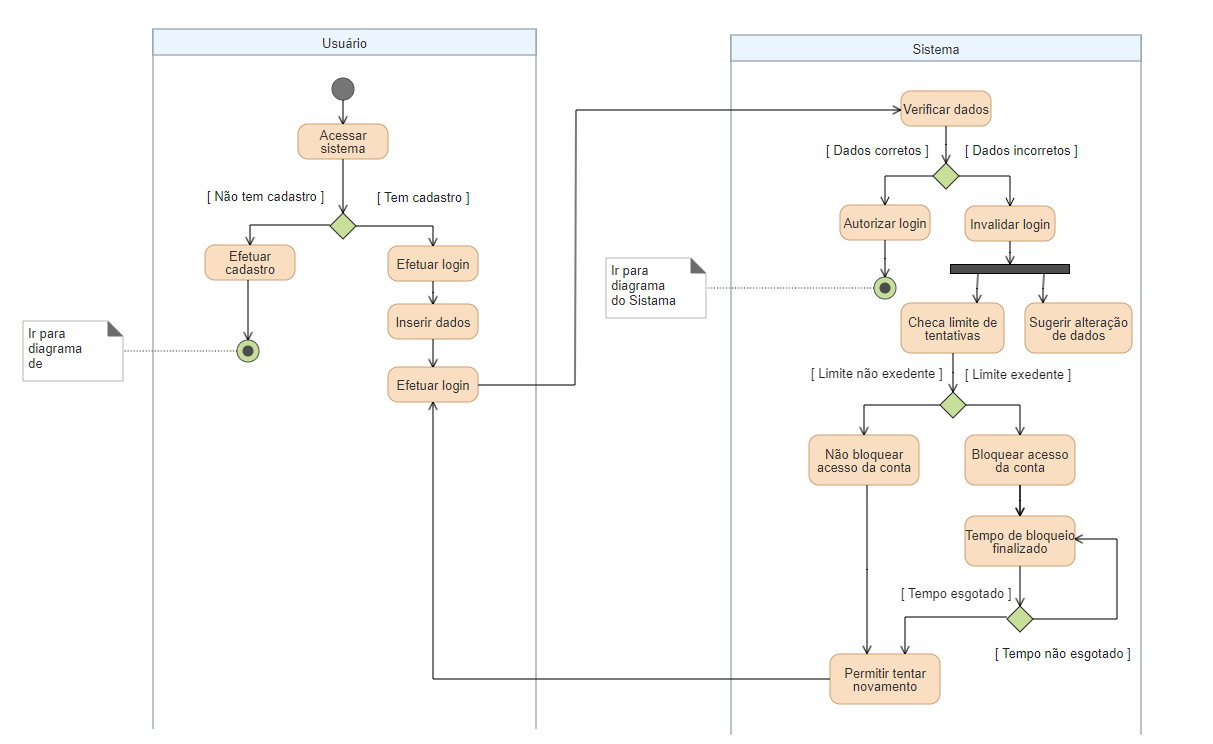 Usuário
Acessar
sistema
[ Não tem cadastro ]
[ Tem cadastro ]
Efetuar
cadastro
Efetuar login
Inserir dados
Efetuar login
Ir para
diagrama
de
Sistema
Verificar dados
[ Dados corretos ]
[ Dados incorretos ]
Autorizar login
Invalidar login
Ir para
diagrama
do Sistama
Checa limite de
tentativas
Sugerir alteração
de dados
[ Limite não exedente ]
[ Limite exedente ]
Não bloquear
acesso da conta
Bloquear acesso
da conta
Tempo de bloqueio
finalizado
[ Tempo esgotado ]
[ Tempo não esgotado ]
Permitir tentar
novamento